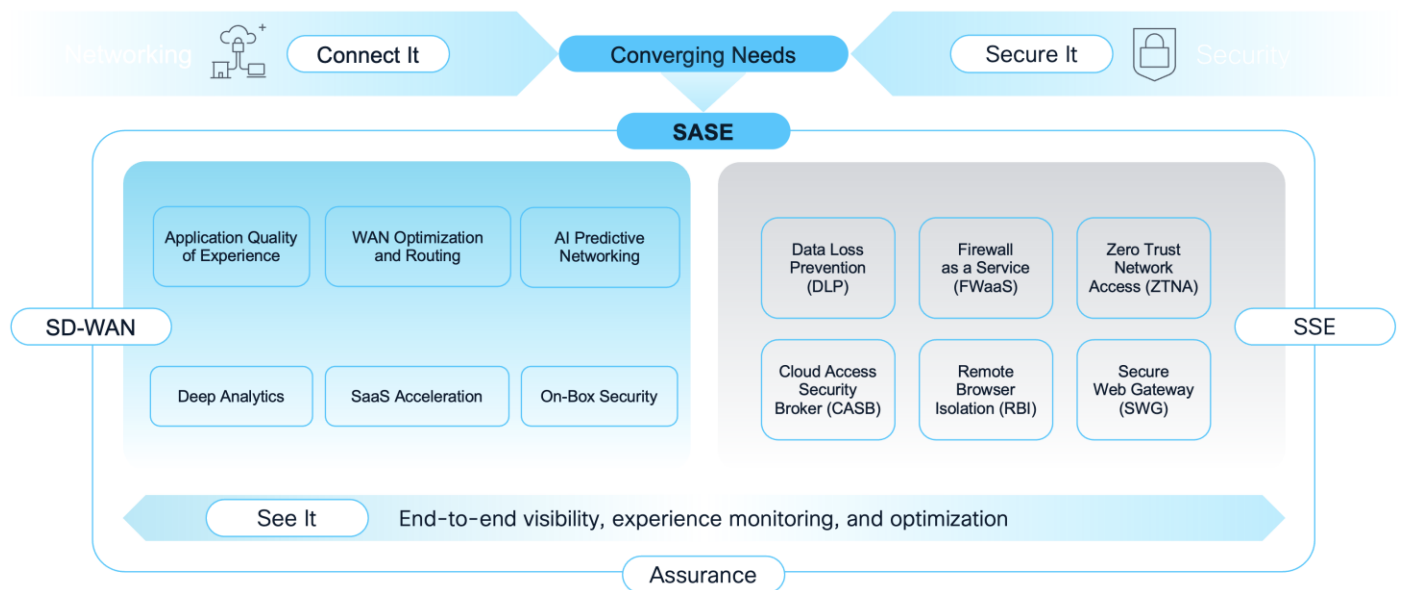 Networking
Connect It
Converging Needs
Secure It
Security
SASE
Application Quality
of Experience
WAN Optimization
and Routing
AI Predictive
Networking
Data Loss
Prevention
(DLP)
Firewall
as a Service
(FWaaS)
Zero Trust
Network
Access (ZTNA)
SD-WAN
SSE
Deep Analytics
SaaS Acceleration
On-Box Security
Cloud Access
Security
Broker (CASB)
Remote
Browser
Isolation (RBI)
Secure
Web Gateway
(SWG)
See It
End-to-end visibility, experience monitoring, and optimization
Assurance